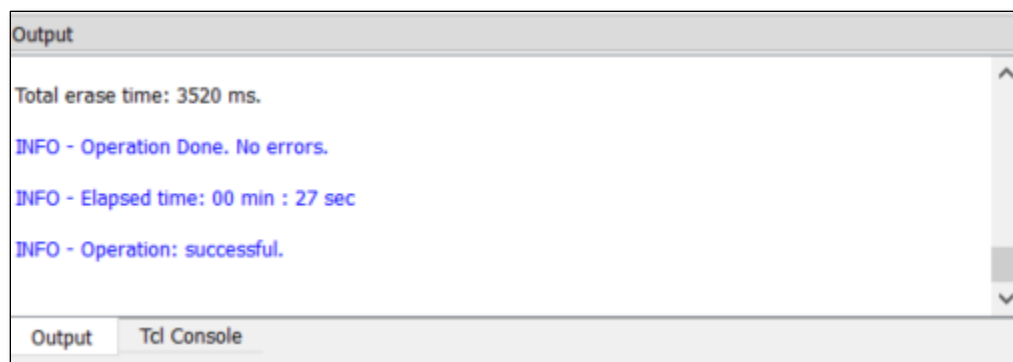 Output
Total erase time: 3520 ms.
INFO - Operation Done. No errors.
INFO - Elapsed time: 00 min : 27 sec
INFO - Operation: successful.
Output Tcl Console